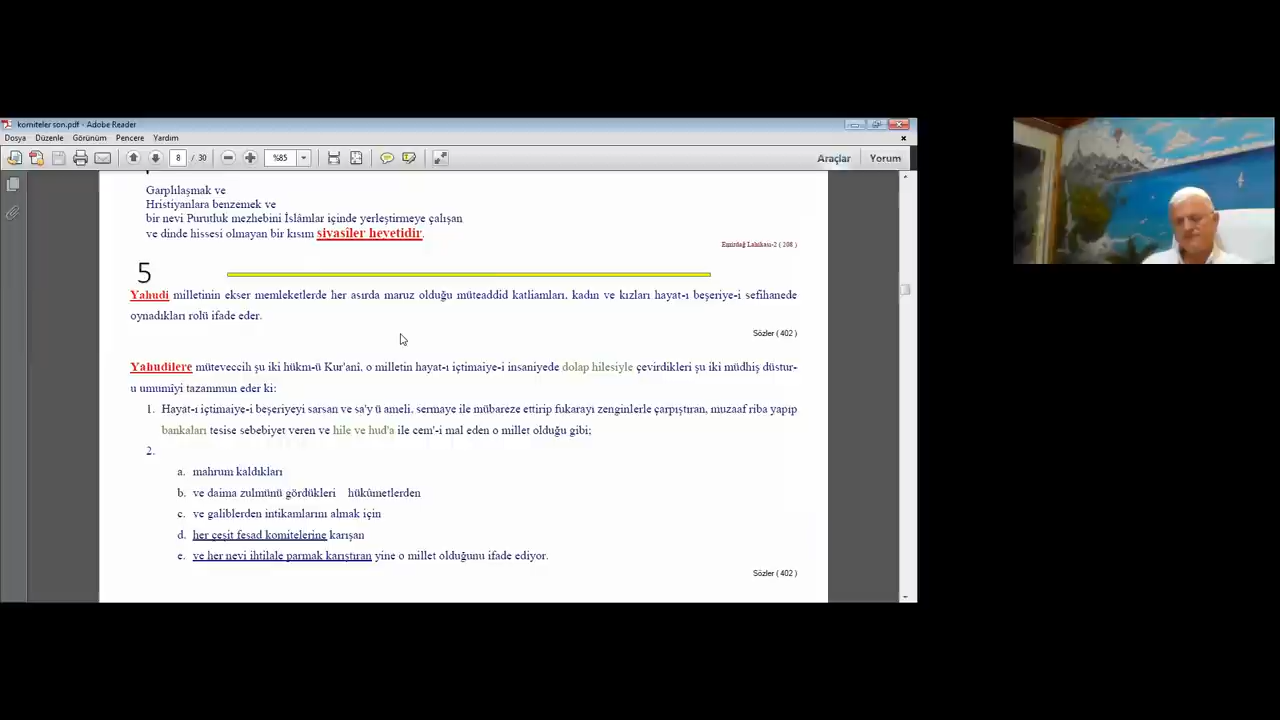 komiteler son.pdf - Adobe Reader
Dosya Düzenle Görünüm Pencere Yardım
8 / 30 %85 Araçlar Yorum
Garplılaşmak ve
Hristiyanlara benzemek ve
bir nevi Purutluk mezhebini İslâmlar içinde yerleştirmeye çalışan
ve dinde hissesi olmayan bir kısım siyasîler heyetidir.
Emirdağ Lahikası-2 ( 208 )
5
Yahudi milletinin ekser memleketlerde her asırda maruz olduğu müteaddid katliamları, kadın ve kızları hayat-ı beşeriye-i sefihanede
oynadıkları rolü ifade eder.
Sözler ( 402 )
Yahudilere müteveccih şu iki hükm-ü Kur'anî, o milletin hayat-ı içtimaiye-i insaniyede dolap hilesiyle çevirdikleri şu iki müdhiş düstur-
u umumîyi tazammun eder ki:
1. Hayat-ı içtimaiye-i beşeriyeyi sarsan ve sa'y ü ameli, sermaye ile mübareze ettirip fukarayı zenginlerle çarpıştıran, muzaaf riba yapıp
bankaları tesise sebebiyet veren ve hile ve hud'a ile cem'-i mal eden o millet olduğu gibi;
2.
a. mahrum kaldıkları
b. ve daima zulmünü gördükleri hükûmetlerden
c. ve galiblerden intikamlarını almak için
d. her çeşit fesad komitelerine karışan
e. ve her nevi ihtilale parmak karıştıran yine o millet olduğunu ifade ediyor.
Sözler ( 402 )